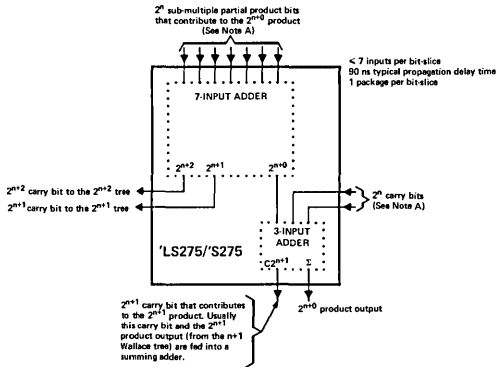 2ⁿ sub-multiple partial product bits
that contribute to the 2ⁿ⁺⁰ product
(See Note A)
< 7 inputs per bit-slice
90 ns typical propagation delay time
1 package per bit-slice
7-INPUT ADDER
2ⁿ⁺² 2ⁿ⁺¹ 2ⁿ⁺⁰
2ⁿ⁺² carry bit to the 2ⁿ⁺² tree
2ⁿ⁺¹ carry bit to the 2ⁿ⁺¹ tree
2ⁿ carry bits
(See Note A)
3-INPUT
ADDER
'LS275/'S275
C2ⁿ⁺¹ Σ
2ⁿ⁺⁰ product output
2ⁿ⁺¹ carry bit that contributes
to the 2ⁿ⁺¹ product. Usually
this carry bit and the 2ⁿ⁺¹
product output (from the n+1
Wallace tree) are fed into a
summing adder.